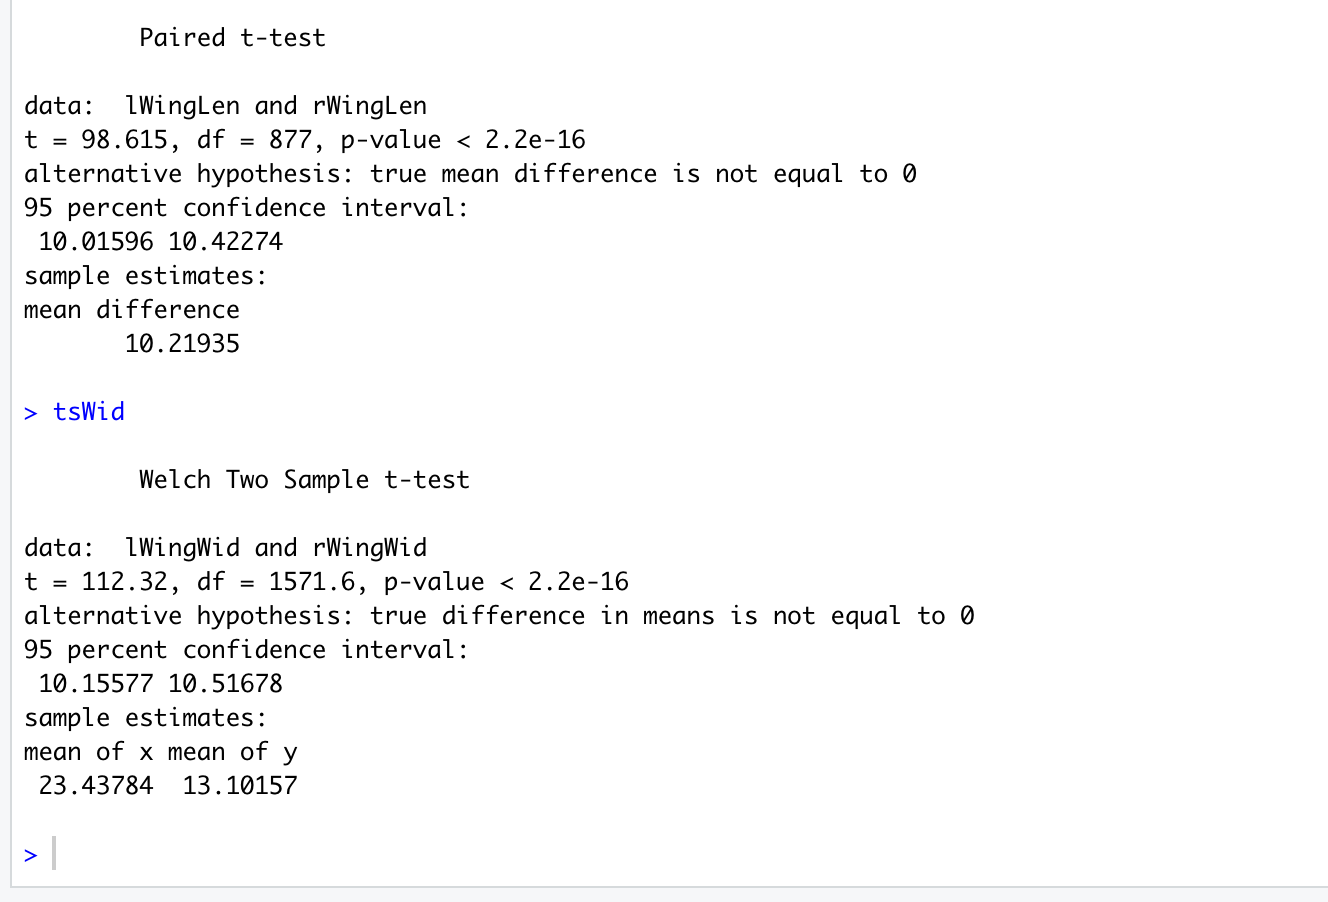 Paired t-test
data:  lWingLen and rWingLen
t = 98.615, df = 877, p-value < 2.2e-16
alternative hypothesis: true mean difference is not equal to 0
95 percent confidence interval:
 10.01596 10.42274
sample estimates:
mean difference
       10.21935
> tsWid
Welch Two Sample t-test
data:  lWingWid and rWingWid
t = 112.32, df = 1571.6, p-value < 2.2e-16
alternative hypothesis: true difference in means is not equal to 0
95 percent confidence interval:
 10.15577 10.51678
sample estimates:
mean of x mean of y
 23.43784  13.10157
>